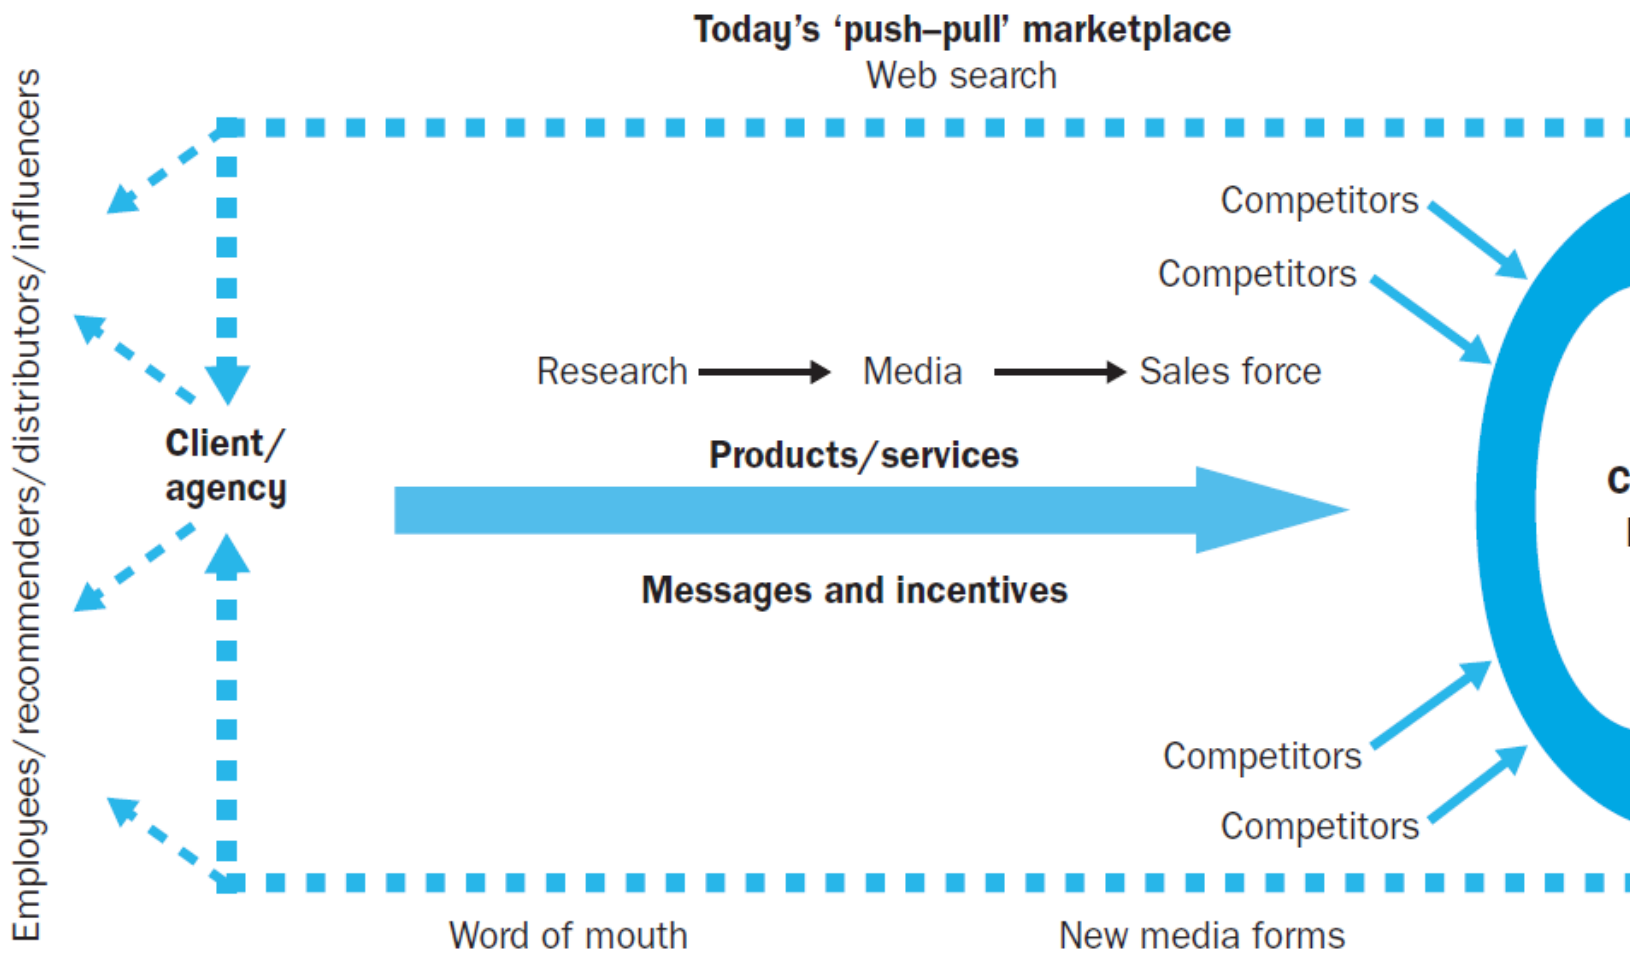 Today's ‘push–pull’ marketplace
Web search
Employees/recommenders/distributors/influencers
Competitors
Competitors
Research
Media
Sales force
Client/
agency
Products/services
Messages and incentives
Competitors
Competitors
Word of mouth
New media forms